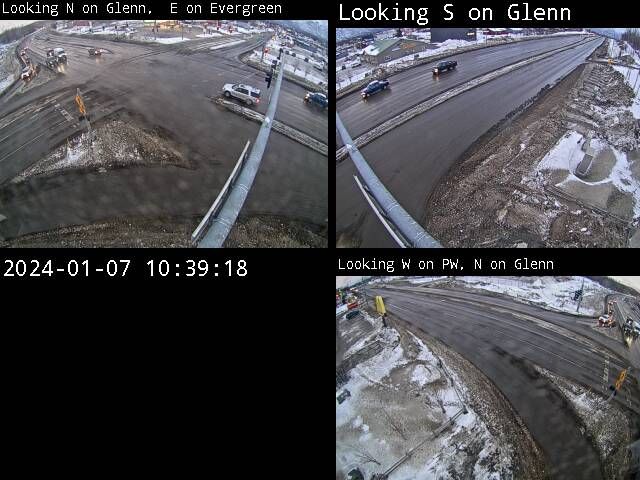 Looking N on Glenn,  E on Evergreen
Looking S on Glenn
2024-01-07 10:39:18
Looking W on PW, N on Glenn